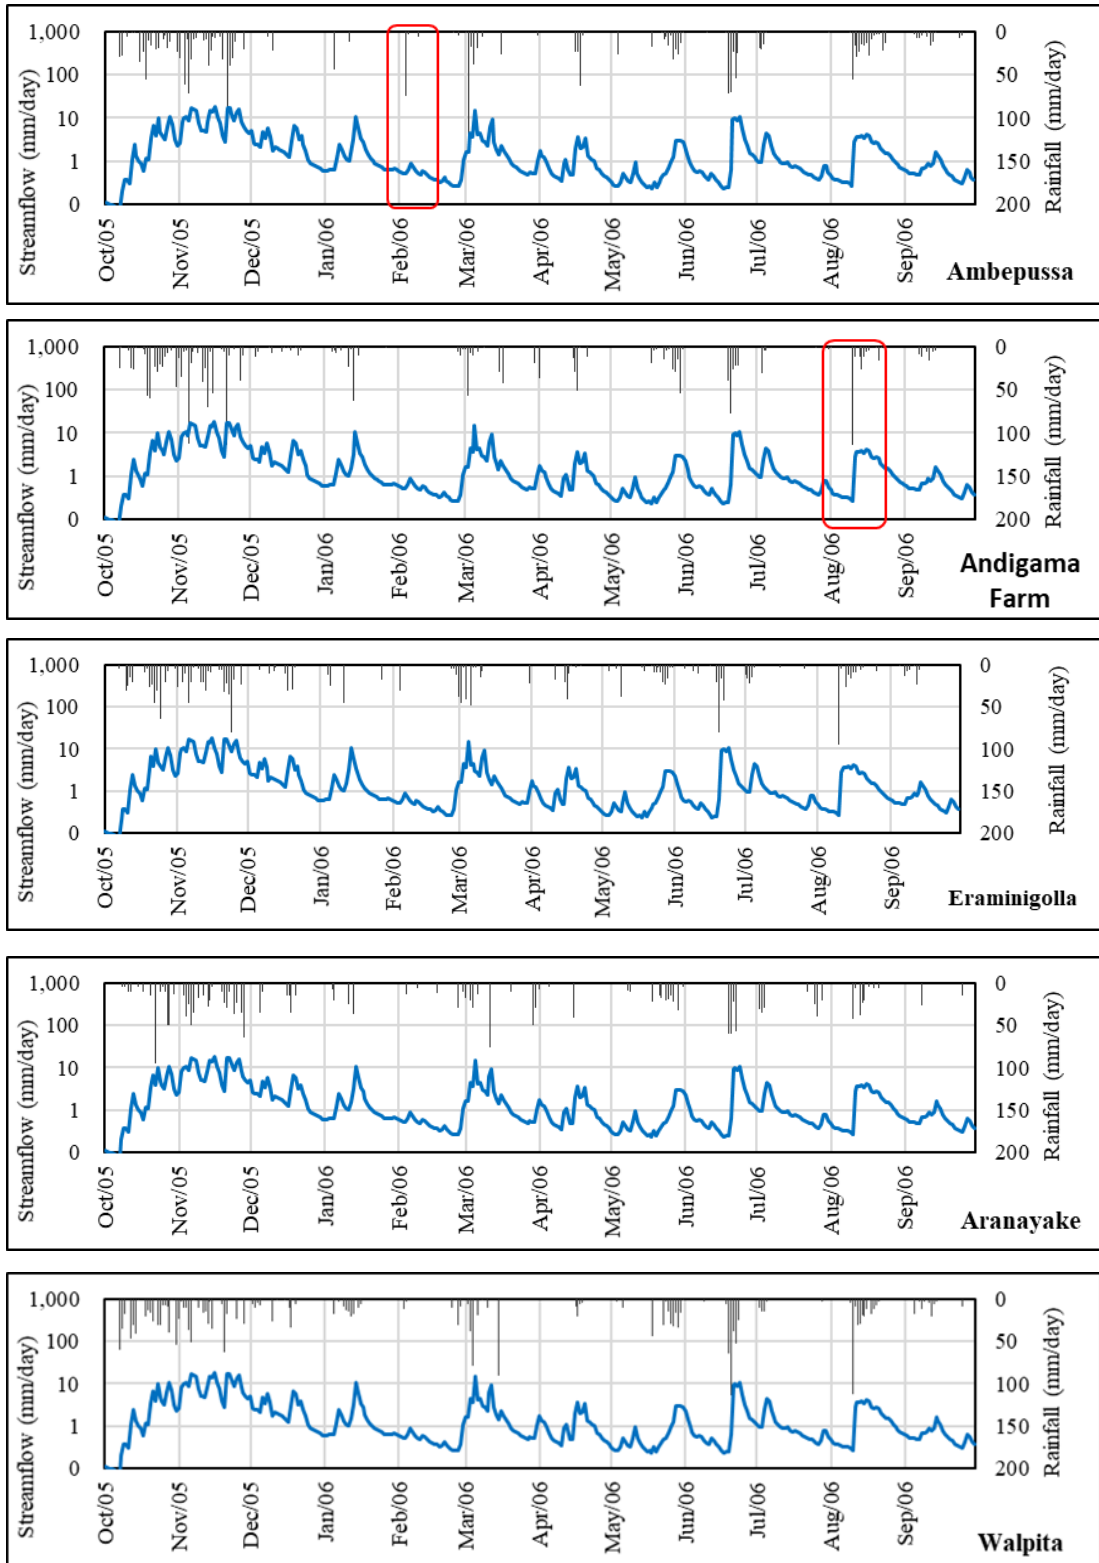 Streamflow (mm/day)
1,000
100
10
1
0
0
50
100
150
200
Rainfall (mm/day)
Oct/05
Nov/05
Dec/05
Jan/06
Feb/06
Mar/06
Apr/06
May/06
Jun/06
Jul/06
Aug/06
Sep/06
Ambepussa
Streamflow (mm/day)
1,000
100
10
1
0
0
50
100
150
200
Rainfall (mm/day)
Oct/05
Nov/05
Dec/05
Jan/06
Feb/06
Mar/06
Apr/06
May/06
Jun/06
Jul/06
Aug/06
Sep/06
Andigama
Farm
Streamflow (mm/day)
1,000
100
10
1
0
0
50
100
150
200
Rainfall (mm/day)
Oct/05
Nov/05
Dec/05
Jan/06
Feb/06
Mar/06
Apr/06
May/06
Jun/06
Jul/06
Aug/06
Sep/06
Eraminigolla
Streamflow (mm/day)
1,000
100
10
1
0
0
50
100
150
200
Rainfall (mm/day)
Oct/05
Nov/05
Dec/05
Jan/06
Feb/06
Mar/06
Apr/06
May/06
Jun/06
Jul/06
Aug/06
Sep/06
Aranayake
Streamflow (mm/day)
1,000
100
10
1
0
0
50
100
150
200
Rainfall (mm/day)
Oct/05
Nov/05
Dec/05
Jan/06
Feb/06
Mar/06
Apr/06
May/06
Jun/06
Jul/06
Aug/06
Sep/06
Walpita